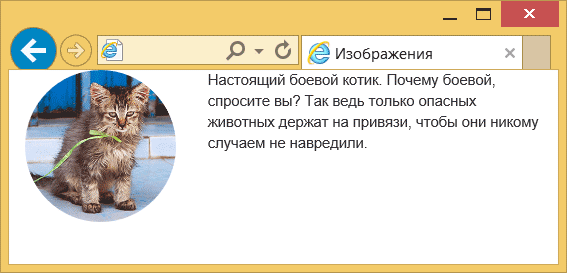 Изображения
Настоящий боевой котик. Почему боевой,
спросите вы? Так ведь только опасных
животных держат на привязи, чтобы они никому
случаем не навредили.